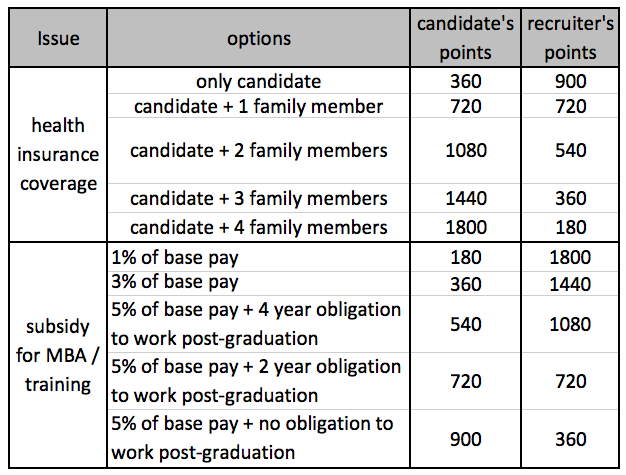 Issue options candidate's points recruiter's points
health insurance coverage
only candidate 360 900
candidate + 1 family member 720 720
candidate + 2 family members 1080 540
candidate + 3 family members 1440 360
candidate + 4 family members 1800 180
subsidy for MBA / training
1% of base pay 180 1800
3% of base pay 360 1440
5% of base pay + 4 year obligation
to work post-graduation 540 1080
5% of base pay + 2 year obligation
to work post-graduation 720 720
5% of base pay + no obligation to
work post-graduation 900 360